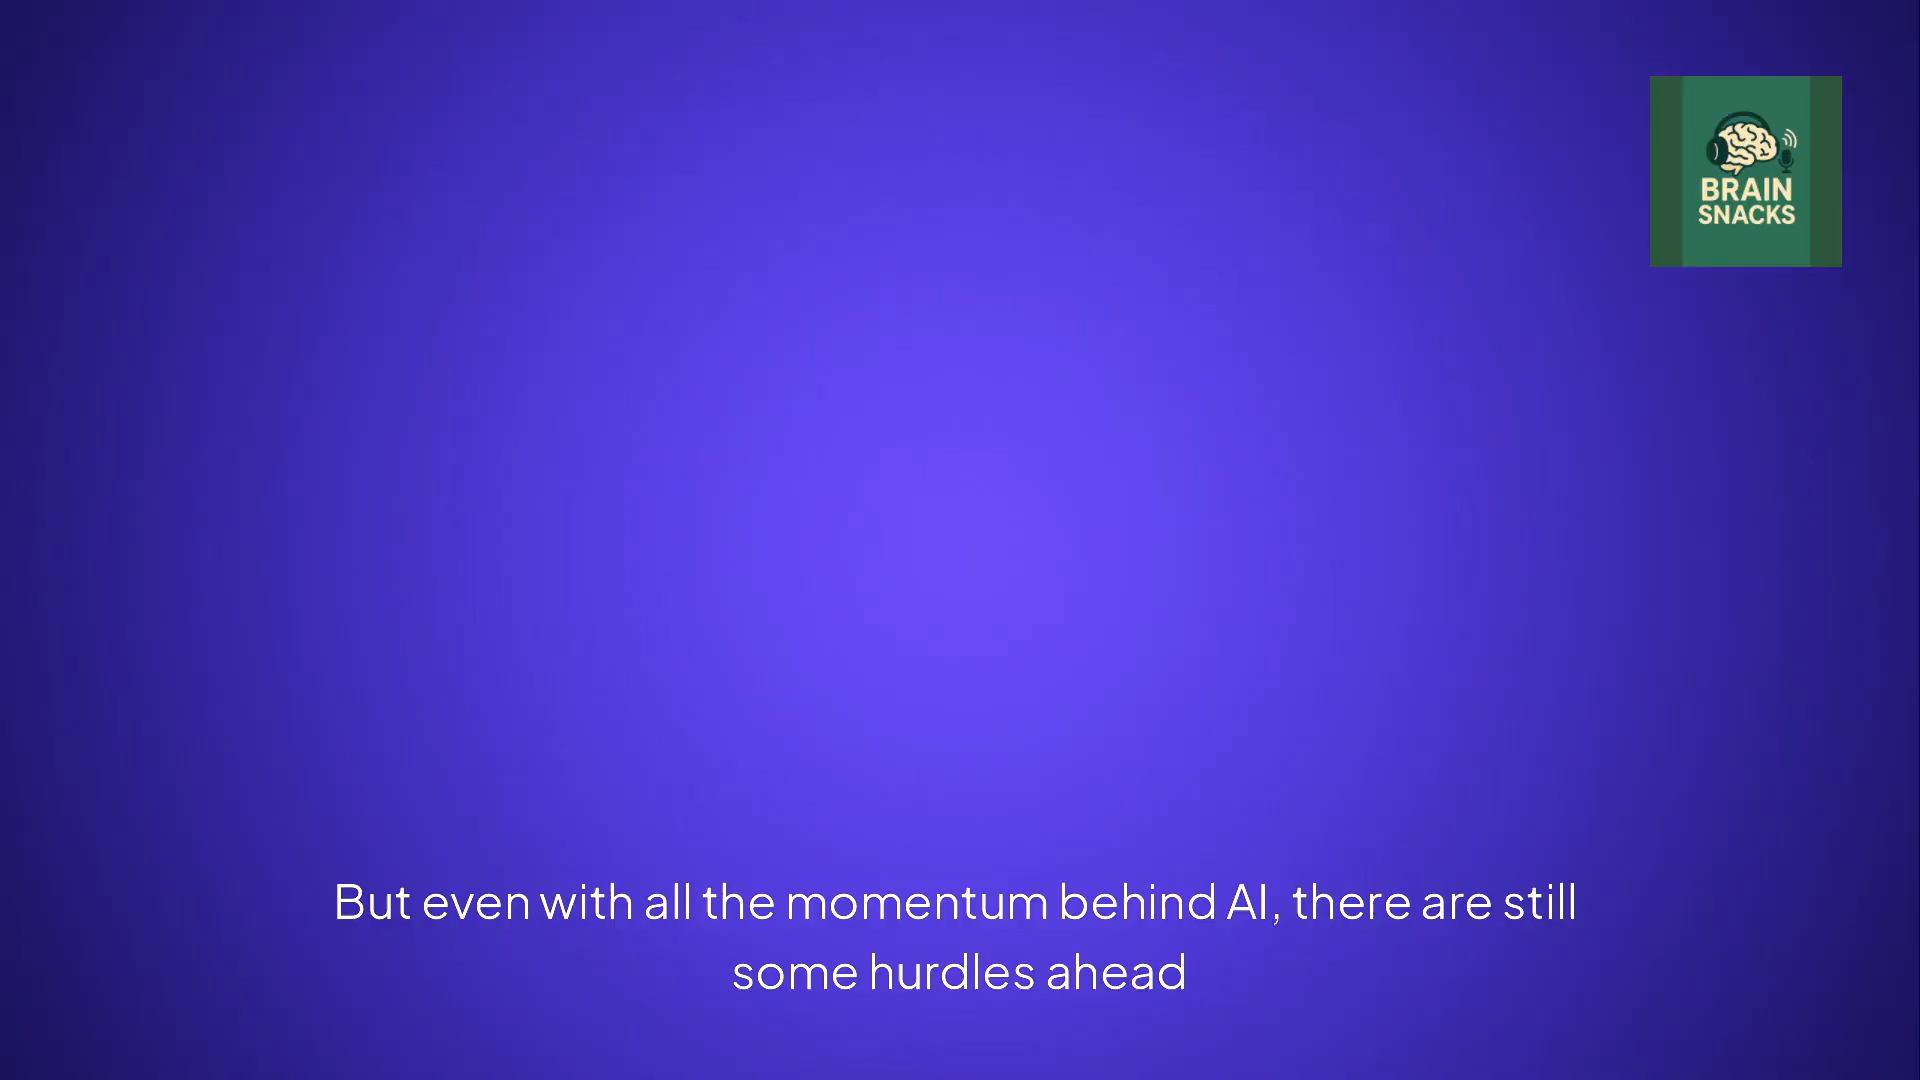 BRAIN
SNACKS
But even with all the momentum behind AI, there are still
some hurdles ahead